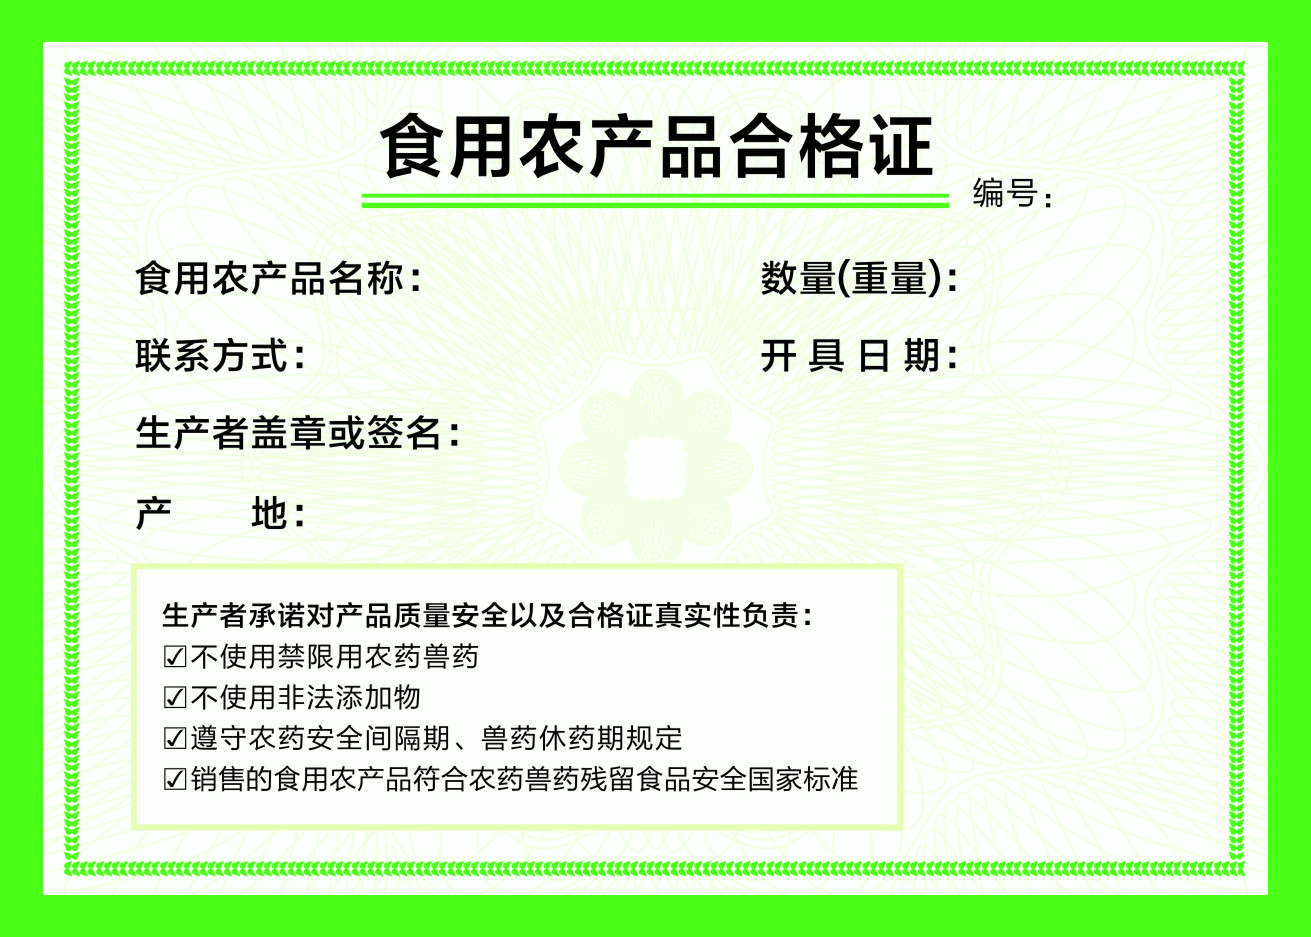 食用农产品合格证
编号：
食用农产品名称：
数量(重量)：
联系方式：
开具日期：
生产者盖章或签名：
产　　地：
生产者承诺对产品质量安全以及合格证真实性负责：
☑不使用禁限用农药兽药
☑不使用非法添加物
☑遵守农药安全间隔期、兽药休药期规定
☑销售的食用农产品符合农药兽药残留食品安全国家标准